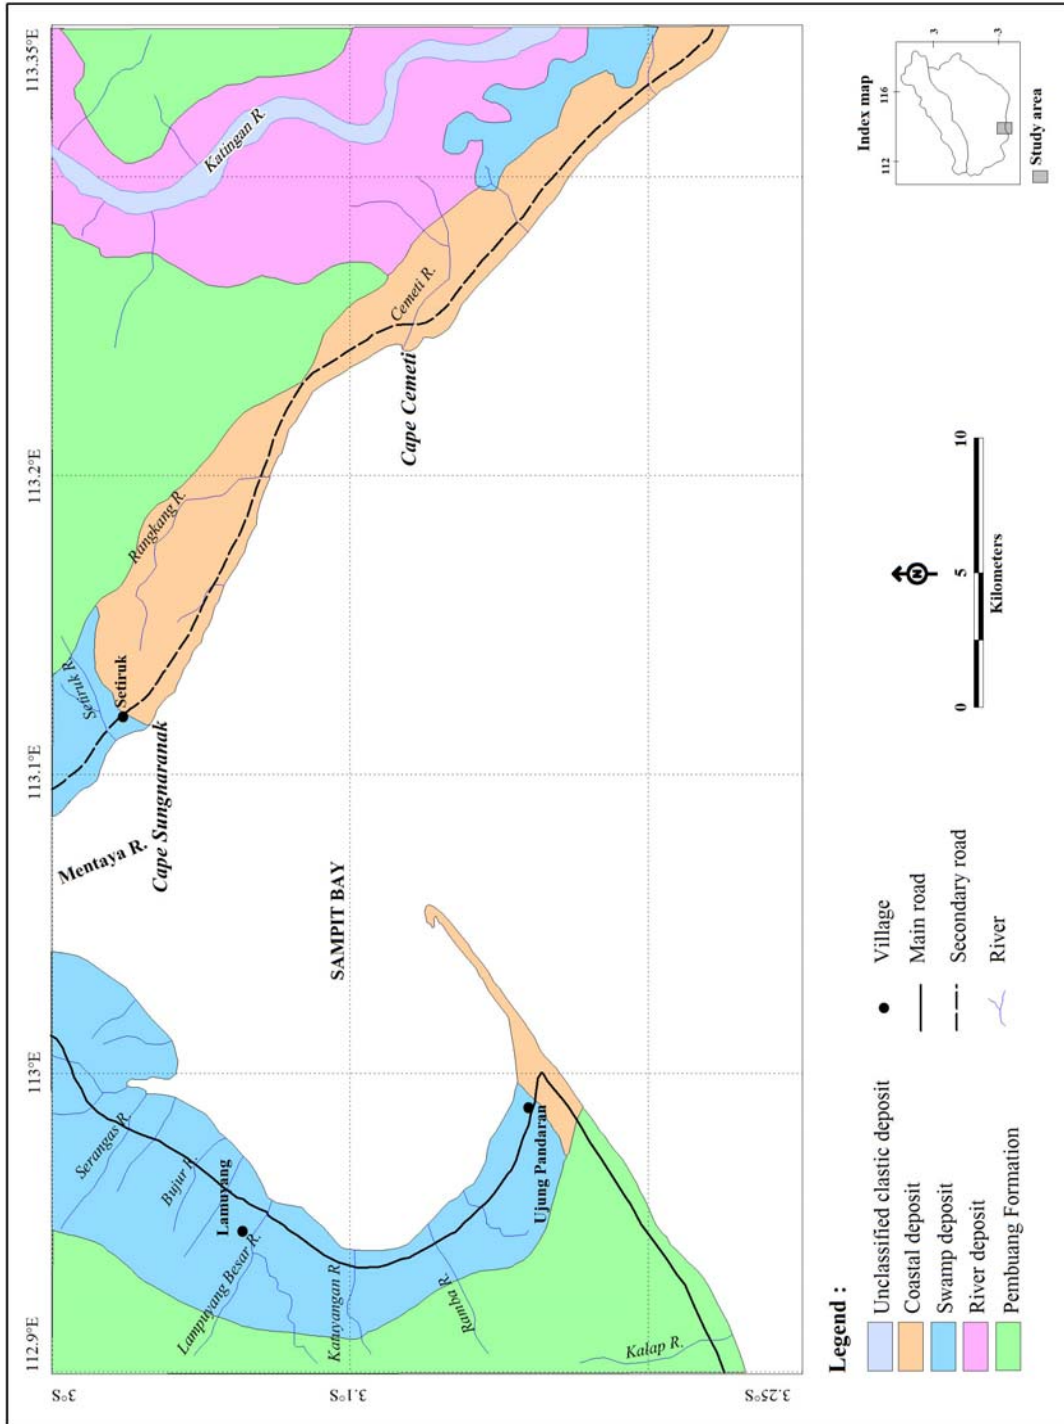 112.9°E
113°E
113.1°E
113.2°E
113.35°E
3°S
3.1°S
3.25°S
Serangas R.
Bujur R.
Lamuyang
Lampuyang Besar R.
Katuyangan R.
Ramba R.
Kalap R.
Ujung Pandaran
Mentaya R.
SAMPIT BAY
Setiruk R.
Setiruk
Cape Sungnaranak
Rangkang R.
Cemeti R.
Cape Cemeti
Katingan R.
Legend :
Unclassified clastic deposit
Coastal deposit
Swamp deposit
River deposit
Pembuang Formation
Village
Main road
Secondary road
River
N
0
5
10
Kilometers
Index map
112
116
3
-3
Study area